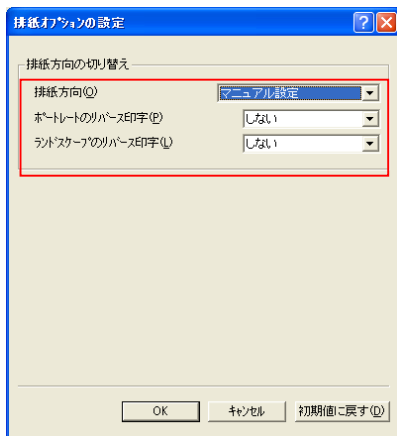 排紙オプションの設定
排紙方向の切り替え
排紙方向(O) マニュアル設定
ポートレートのリバース印字(P) しない
ランドスケープのリバース印字(L) しない
OK キャンセル 初期値に戻す(D)